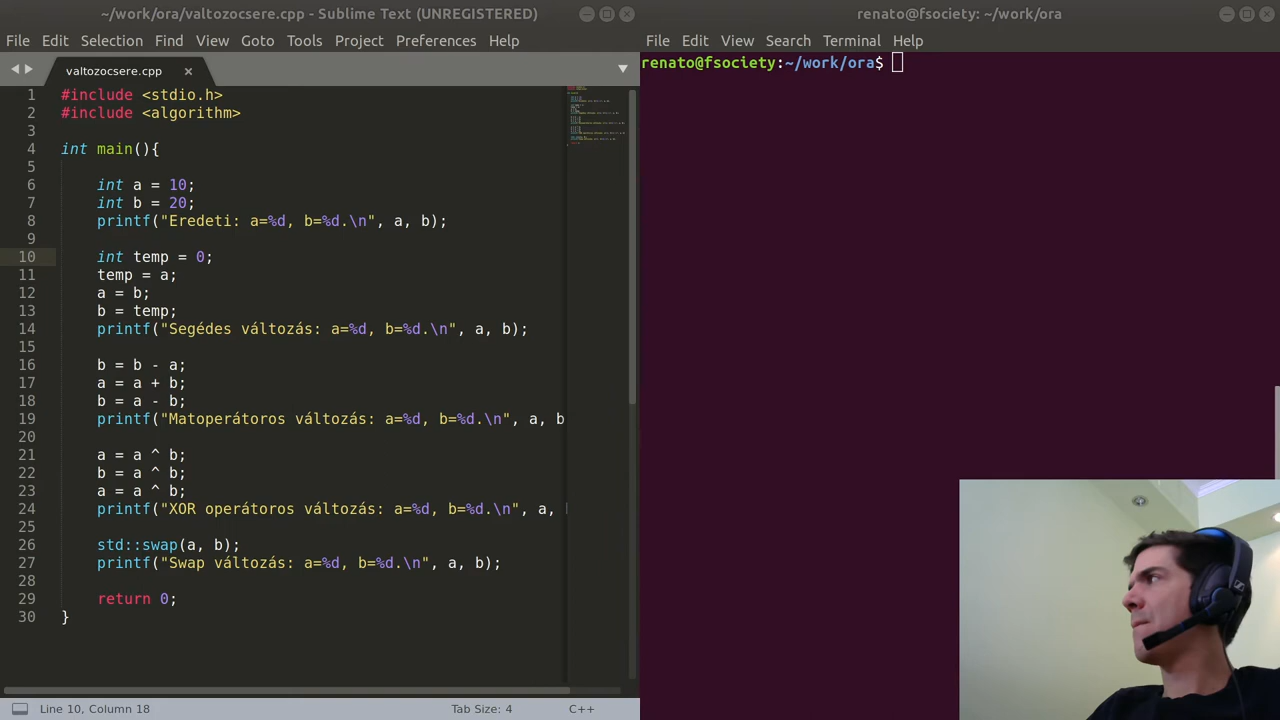 ~/work/ora/valtozocsere.cpp - Sublime Text (UNREGISTERED)
File Edit Selection Find View Goto Tools Project Preferences Help
valtozocsere.cpp
1 #include <stdio.h>
2 #include <algorithm>
3
4 int main(){
5
6 int a = 10;
7 int b = 20;
8 printf("Eredeti: a=%d, b=%d.\n", a, b);
9
10 int temp = 0;
11 temp = a;
12 a = b;
13 b = temp;
14 printf("Segédes változás: a=%d, b=%d.\n", a, b);
15
16 b = b - a;
17 a = a + b;
18 b = a - b;
19 printf("Matoperátoros változás: a=%d, b=%d.\n", a, b
20
21 a = a ^ b;
22 b = a ^ b;
23 a = a ^ b;
24 printf("XOR operátoros változás: a=%d, b=%d.\n", a,
25
26 std::swap(a, b);
27 printf("Swap változás: a=%d, b=%d.\n", a, b);
28
29 return 0;
30 }
Line 10, Column 18 Tab Size: 4 C++
renato@fsociety: ~/work/ora
File Edit View Search Terminal Help
renato@fsociety:~/work/ora$